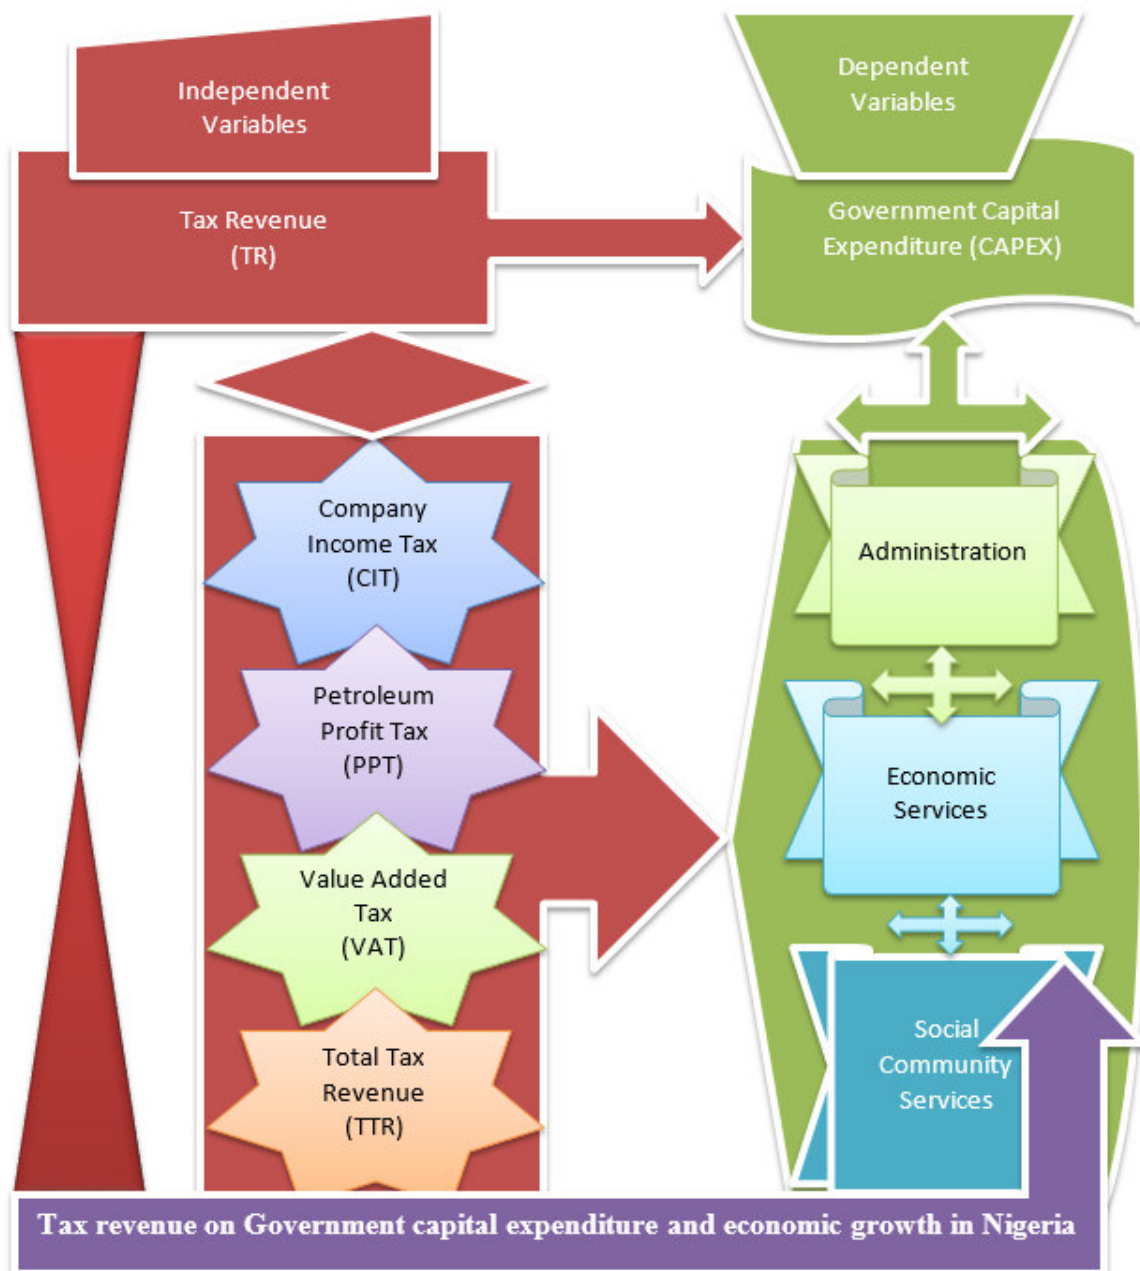 Independent
Variables
Tax Revenue
(TR)
Dependent
Variables
Government Capital
Expenditure (CAPEX)
Company
Income Tax
(CIT)
Petroleum
Profit Tax
(PPT)
Value Added
Tax
(VAT)
Total Tax
Revenue
(TTR)
Administration
Economic
Services
Social
Community
Services
Tax revenue on Government capital expenditure and economic growth in Nigeria